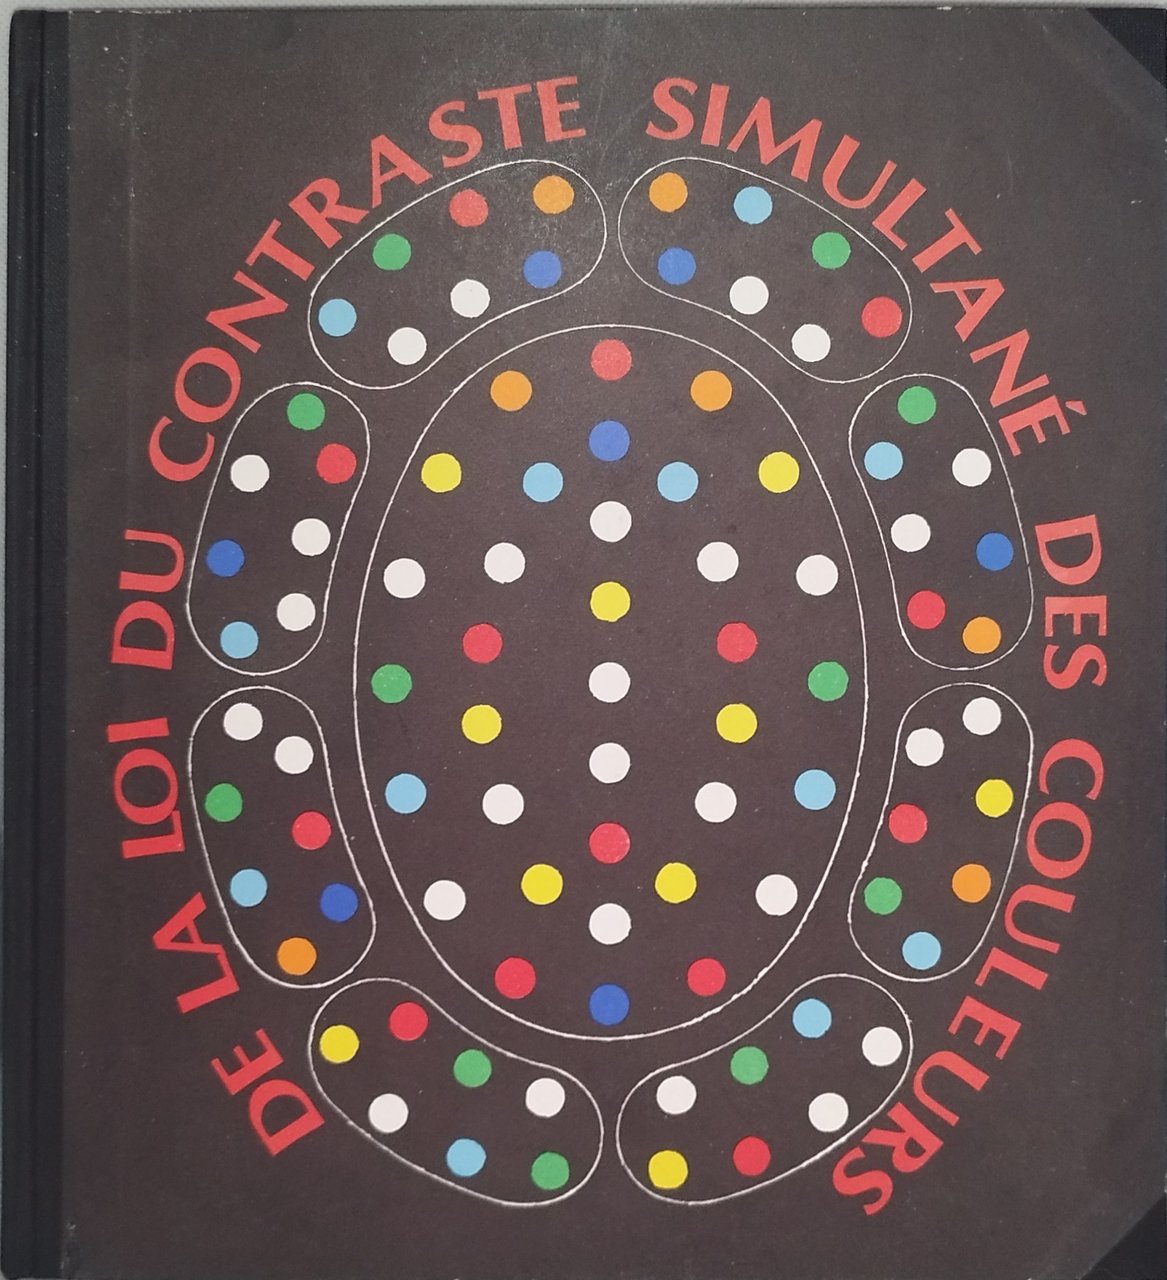 DE LA LOI DU CONTRASTE SIMULTANÉ DES COULEURS